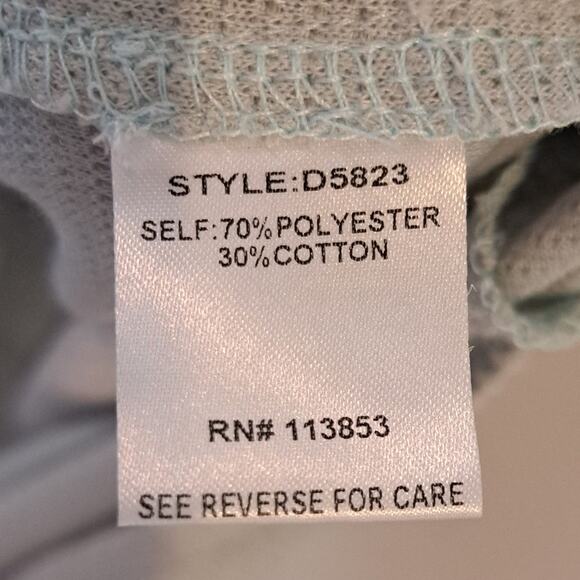 STYLE:D5823
SELF:70%POLYESTER
30%COTTON
RN# 113853
SEE REVERSE FOR CARE